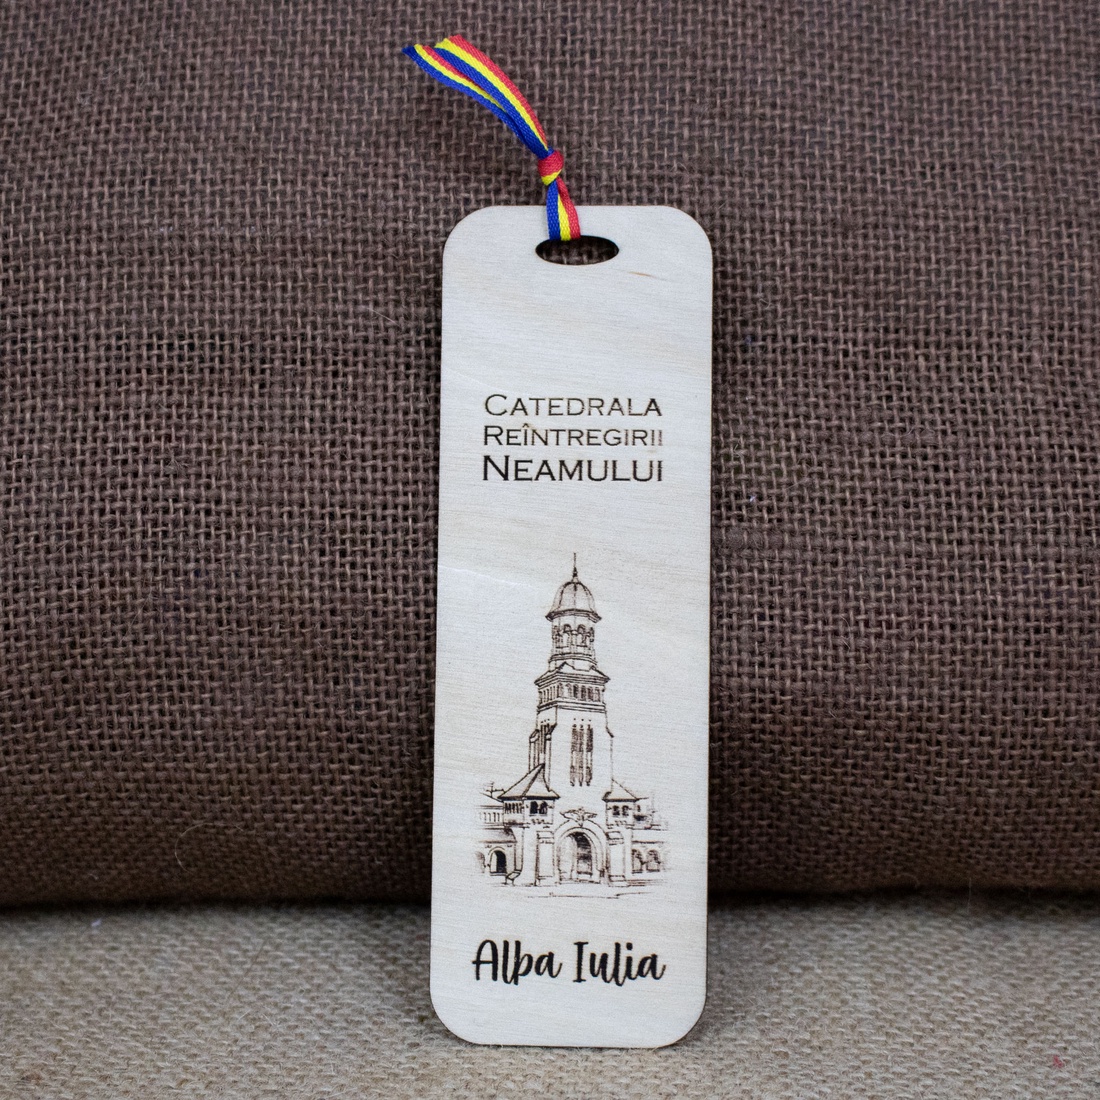 CATEDRALA
REÎNTREGIRII
NEAMULUI
Alba Iulia